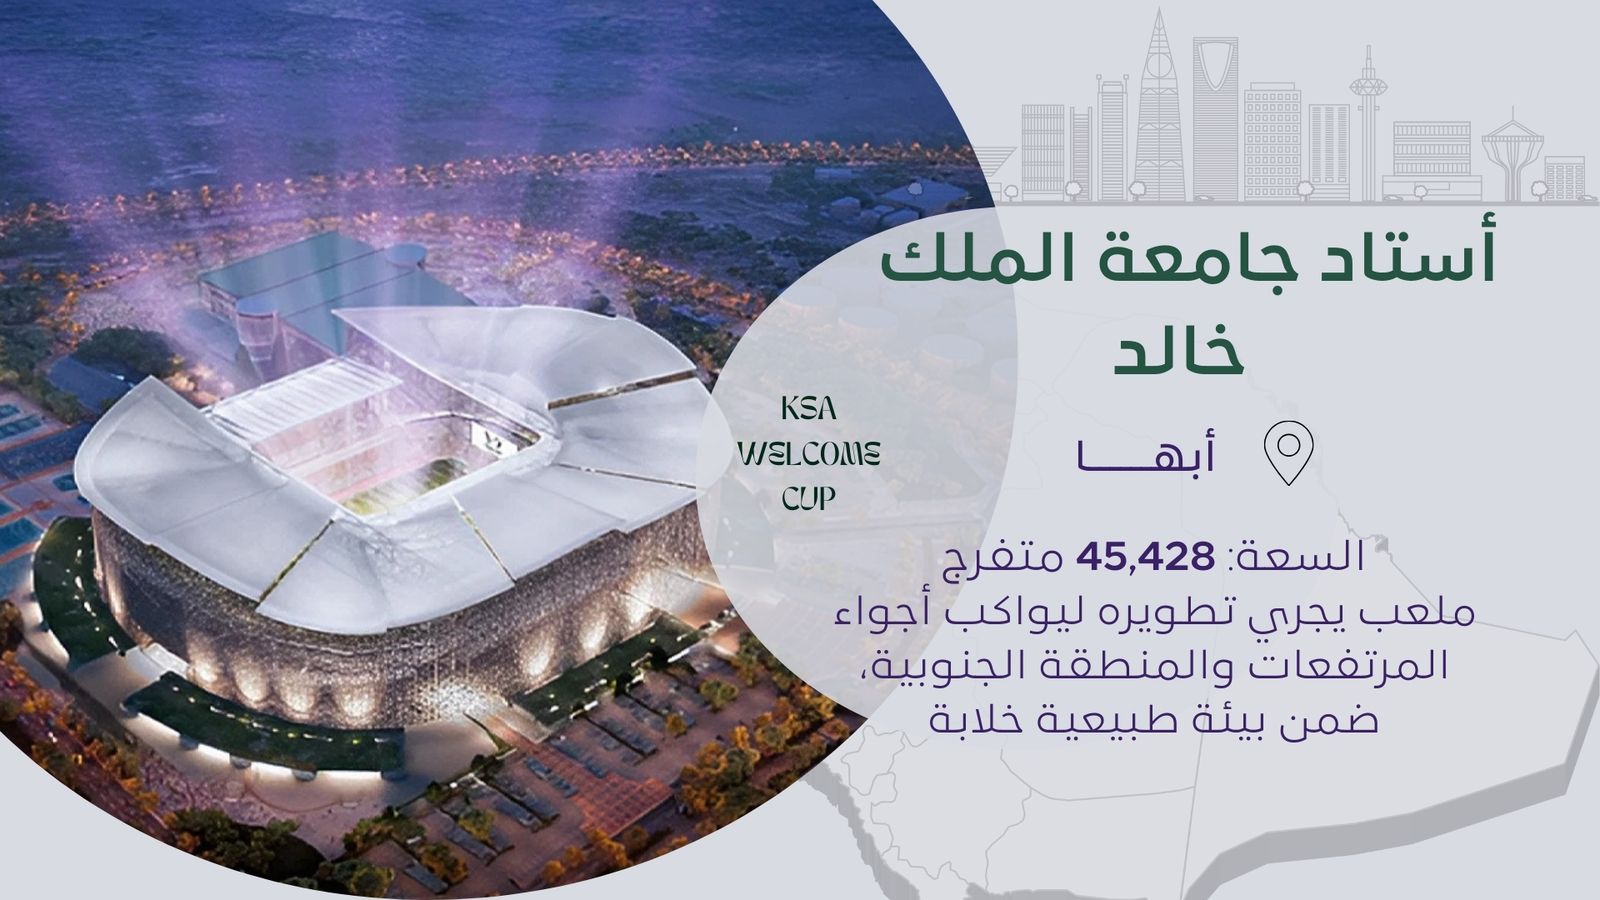 أستاد جامعة الملك
خالد
أبهـــــا
السعة: 45,428 متفرج
ملعب يجري تطويره ليواكب أجواء
المرتفعات والمنطقة الجنوبية،
ضمن بيئة طبيعية خلابة
KSA
WELCOME
CUP